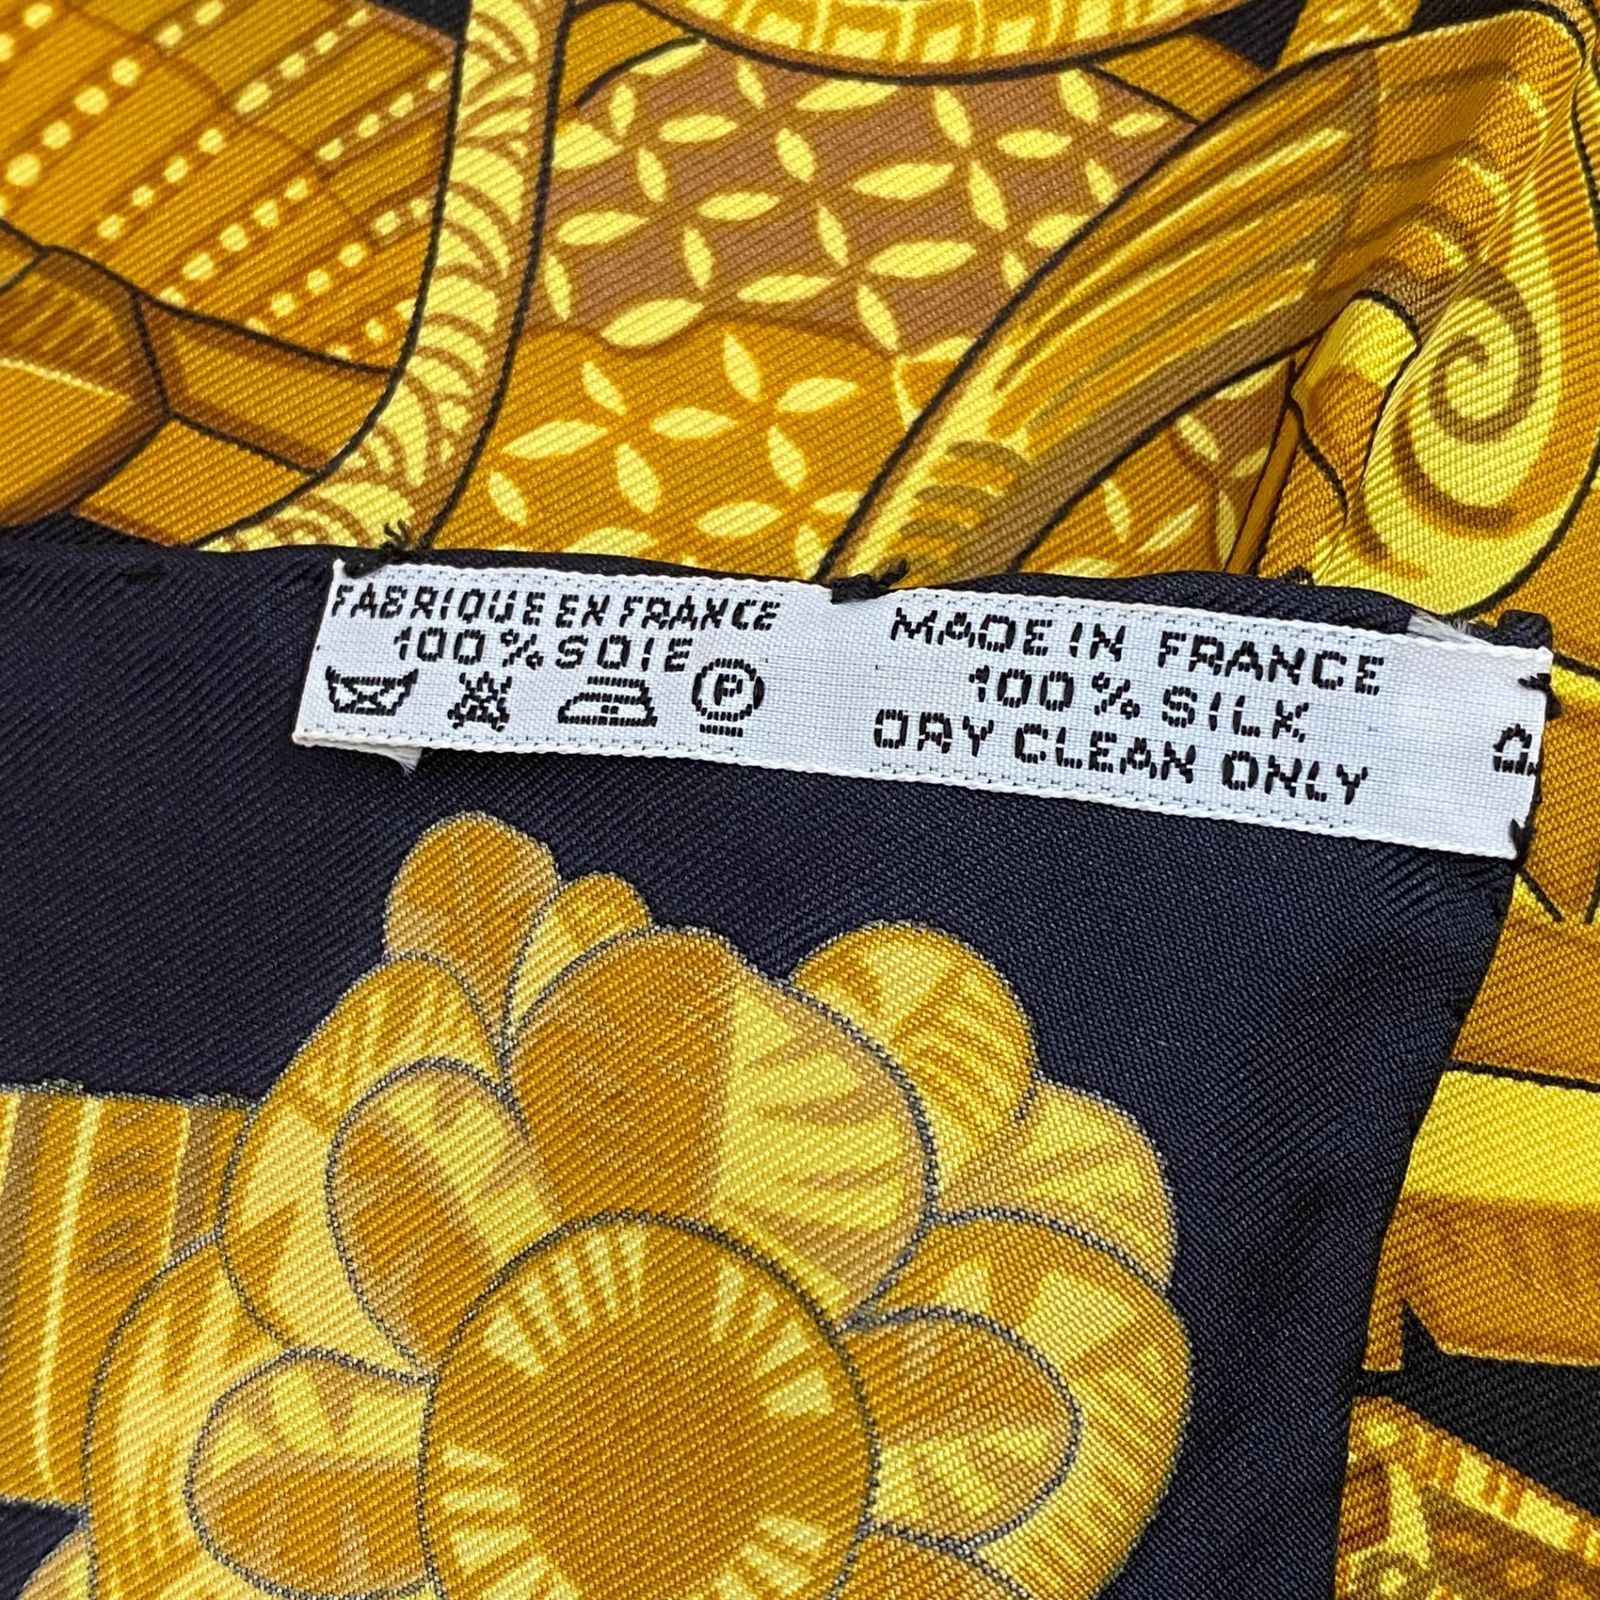 FABRIQUE EN FRANCE
100% SOIE
P
MADE IN FRANCE
100% SILK
DRY CLEAN ONLY